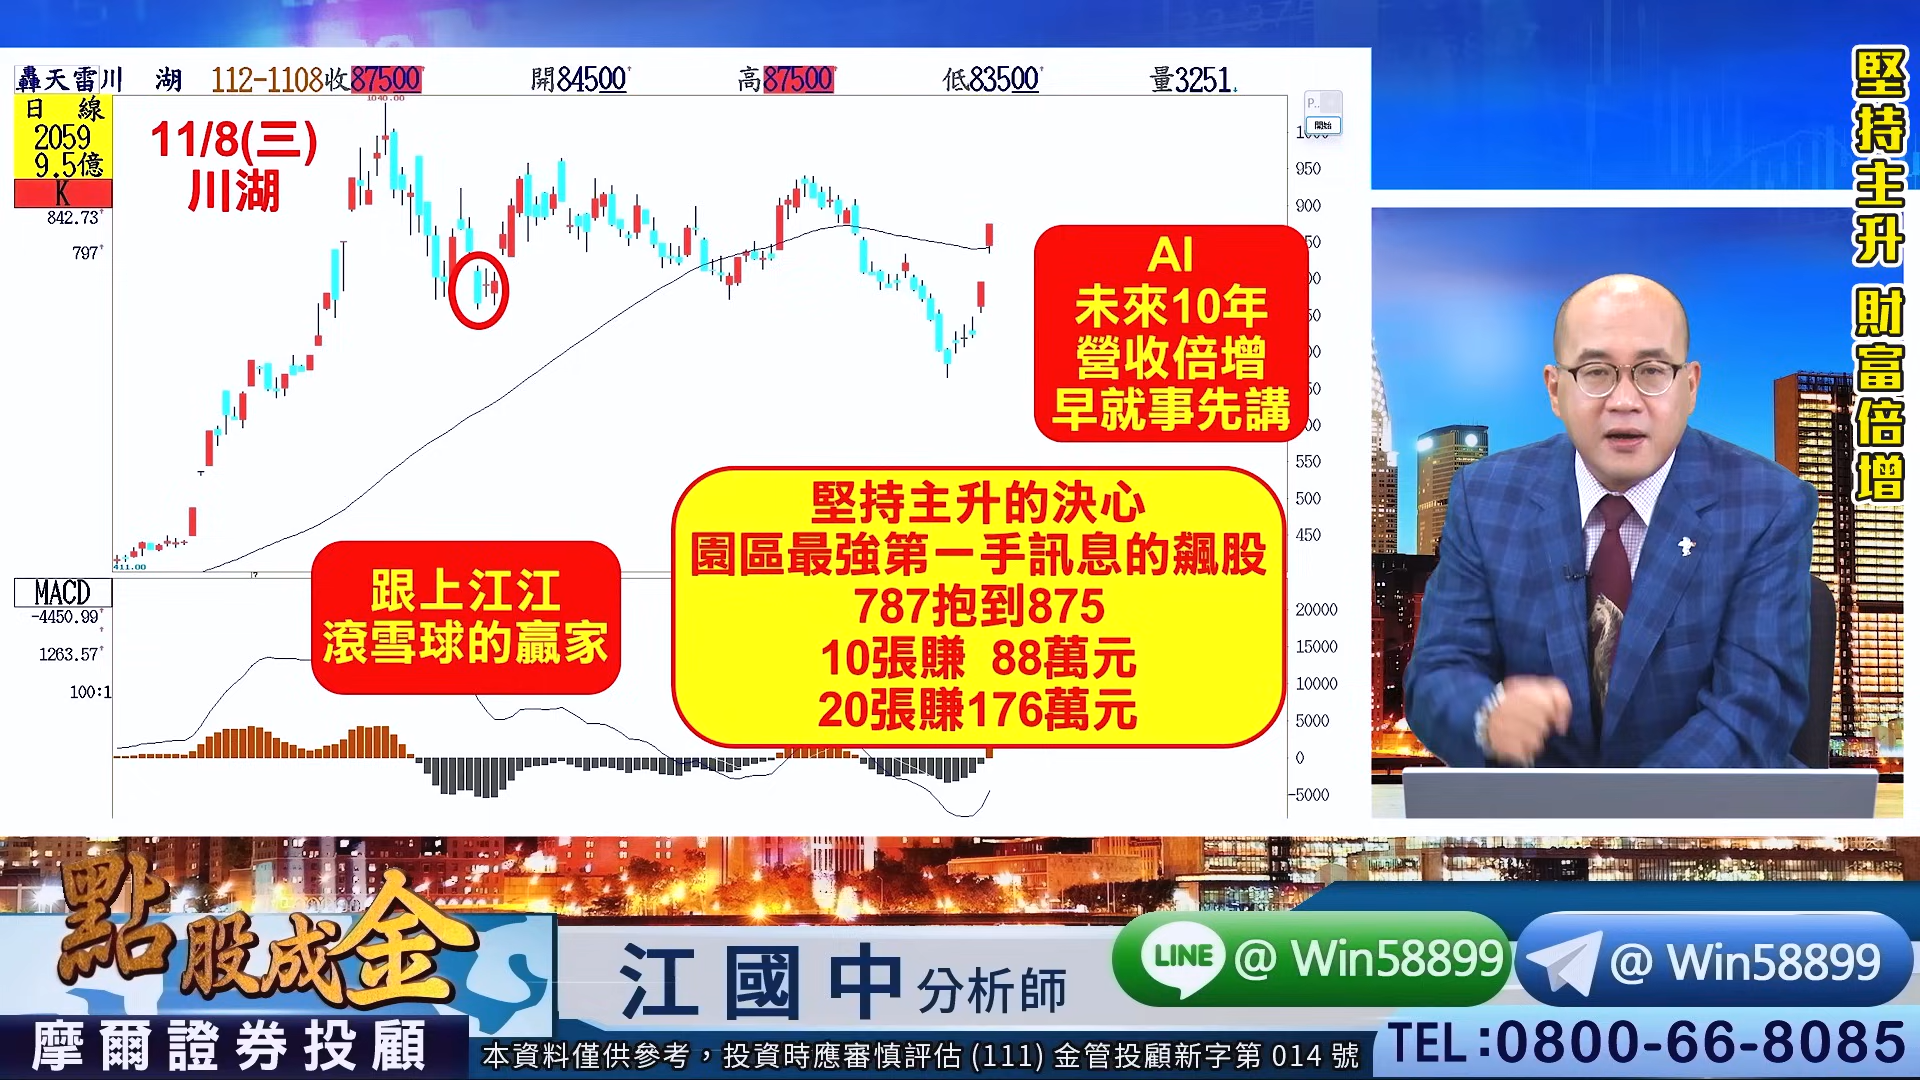 轟天雷川 湖 112-1108收87500 開84500 高87500 低83500 量3251
日 線
2059
9.5億
K
842.73
797
1040.00
11/8(三)
川湖
P..
開始
950
900
550
500
450
411.00
AI
未來10年
營收倍增
早就事先講
堅持主升的決心
園區最強第一手訊息的飆股
787抱到875
10張賺 88萬元
20張賺176萬元
跟上江江
滾雪球的贏家
MACD
-4450.99
1263.57
100:1
20000
15000
10000
5000
0
-5000
堅持主升 財富倍增
點股成金
摩爾證券投顧
江國中 分析師
LINE @ Win58899
@ Win58899
TEL:0800-66-8085
本資料僅供參考，投資時應審慎評估 (111) 金管投顧新字第 014 號